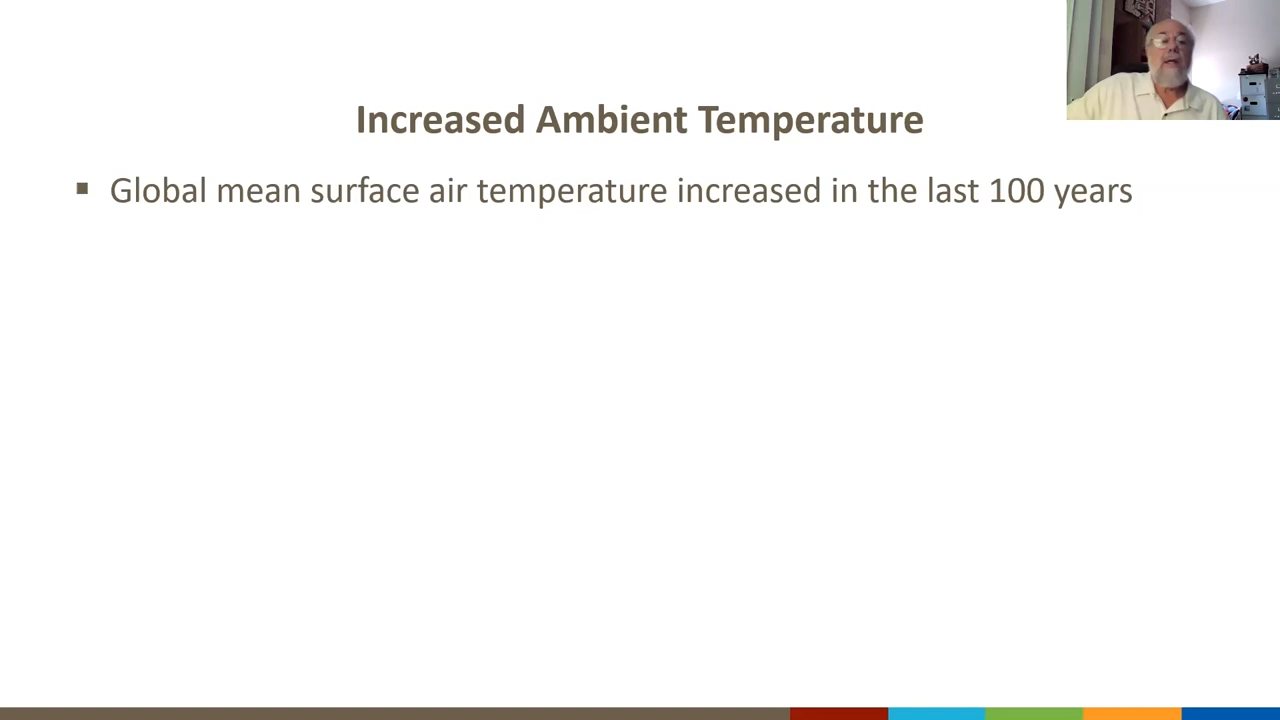 Increased Ambient Temperature
▪ Global mean surface air temperature increased in the last 100 years